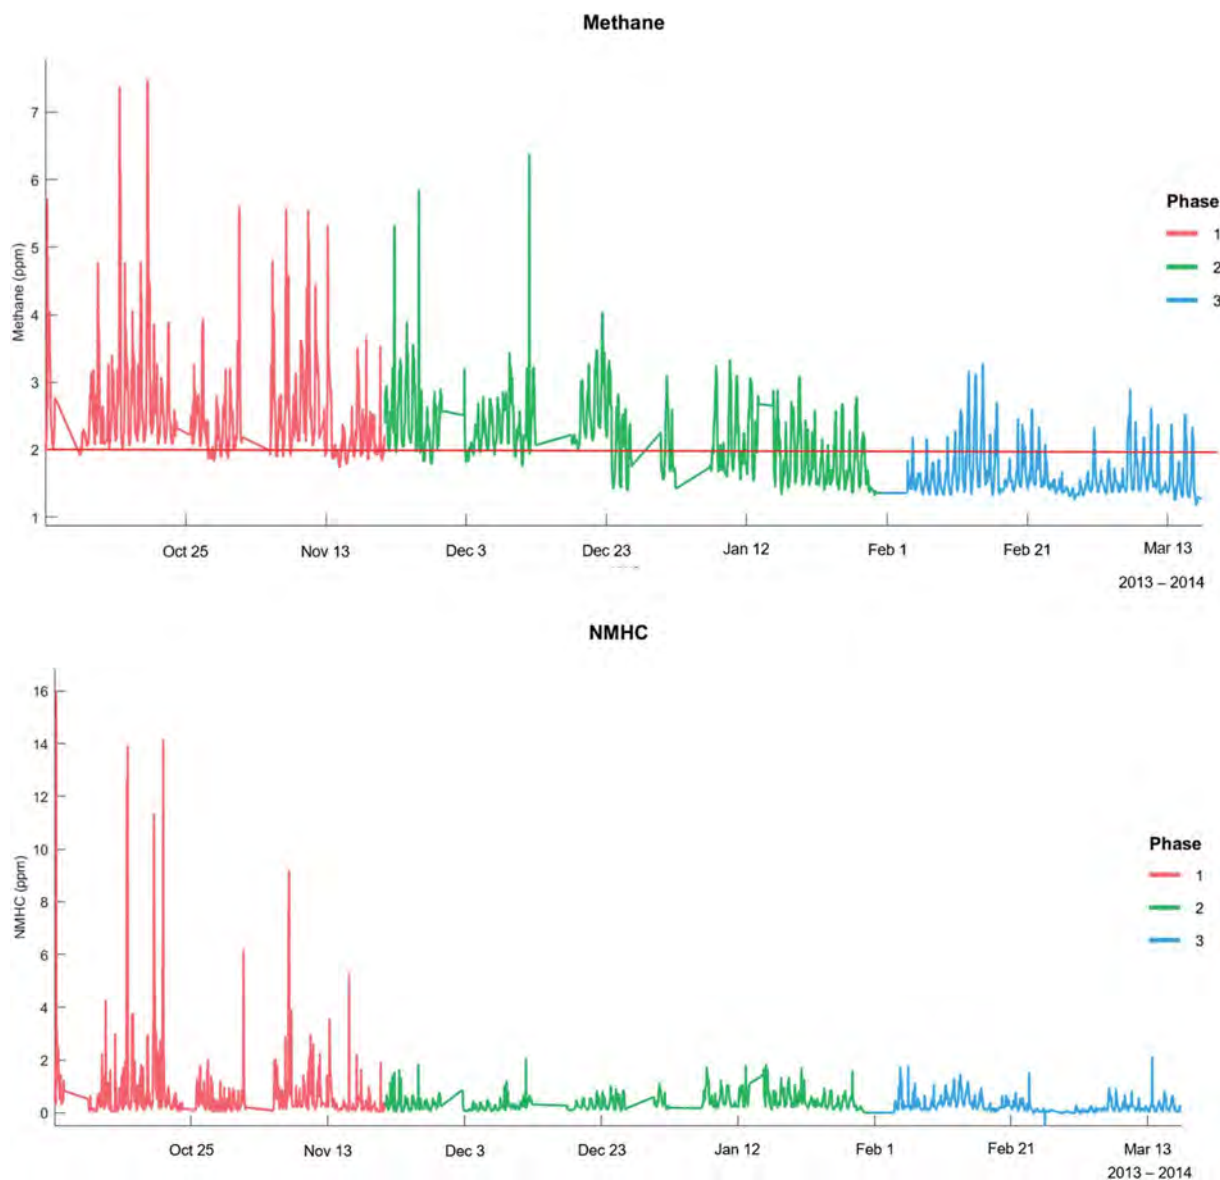 Methane
7
6
5
4
3
2
1
Methane (ppm)
Phase
1
2
3
Oct 25
Nov 13
Dec 3
Dec 23
Jan 12
Feb 1
Feb 21
Mar 13
2013 – 2014
NMHC
16
14
12
10
8
6
4
2
0
NMHC (ppm)
Phase
1
2
3
Oct 25
Nov 13
Dec 3
Dec 23
Jan 12
Feb 1
Feb 21
Mar 13
2013 – 2014